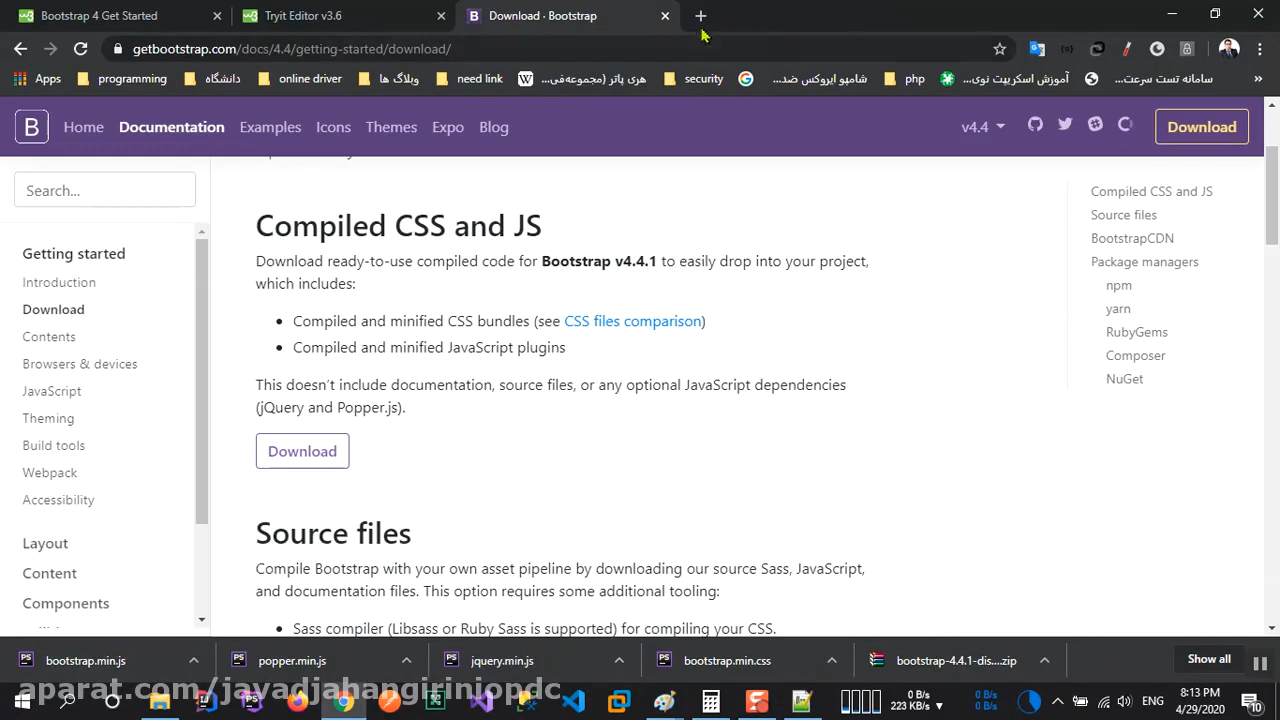 Bootstrap 4 Get Started
Tryit Editor v3.6
Download · Bootstrap
getbootstrap.com/docs/4.4/getting-started/download/
Apps
programming
دانشگاه
online driver
وبلاگ ها
need link
هری پاتر (مجموعه‌فی...
security
شامپو ایروکس ضد...
php
آموزش اسکریپت نوی...
سامانه تست سرعت...
»
B
Home
Documentation
Examples
Icons
Themes
Expo
Blog
v4.4
Download
Search...
Getting started
Introduction
Download
Contents
Browsers & devices
JavaScript
Theming
Build tools
Webpack
Accessibility
Layout
Content
Components
Compiled CSS and JS
Download ready-to-use compiled code for Bootstrap v4.4.1 to easily drop into your project,
which includes:
• Compiled and minified CSS bundles (see CSS files comparison)
• Compiled and minified JavaScript plugins
This doesn't include documentation, source files, or any optional JavaScript dependencies
(jQuery and Popper.js).
Download
Source files
Compile Bootstrap with your own asset pipeline by downloading our source Sass, JavaScript,
and documentation files. This option requires some additional tooling:
• Sass compiler (Libsass or Ruby Sass is supported) for compiling your CSS.
Compiled CSS and JS
Source files
BootstrapCDN
Package managers
npm
yarn
RubyGems
Composer
NuGet
bootstrap.min.js
popper.min.js
jquery.min.js
bootstrap.min.css
bootstrap-4.4.1-dis....zip
Show all
aparat.com/javadjahangiriniopdc
0 B/s
223 KB/s
0 B/s
0 B/s
ENG
8:13 PM
4/29/2020
10